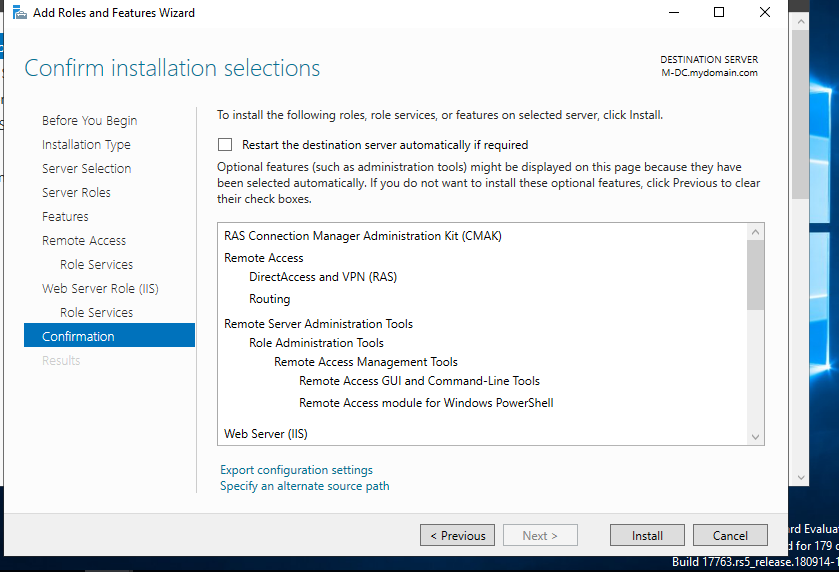 Add Roles and Features Wizard
Confirm installation selections
DESTINATION SERVER
M-DC.mydomain.com
Before You Begin
Installation Type
Server Selection
Server Roles
Features
Remote Access
Role Services
Web Server Role (IIS)
Role Services
Confirmation
Results
To install the following roles, role services, or features on selected server, click Install.
Restart the destination server automatically if required
Optional features (such as administration tools) might be displayed on this page because they have
been selected automatically. If you do not want to install these optional features, click Previous to clear
their check boxes.
RAS Connection Manager Administration Kit (CMAK)
Remote Access
DirectAccess and VPN (RAS)
Routing
Remote Server Administration Tools
Role Administration Tools
Remote Access Management Tools
Remote Access GUI and Command-Line Tools
Remote Access module for Windows PowerShell
Web Server (IIS)
Export configuration settings
Specify an alternate source path
< Previous
Next >
Install
Cancel
rd Evalua
d for 179
Build 17763.rs5_release.180914-1